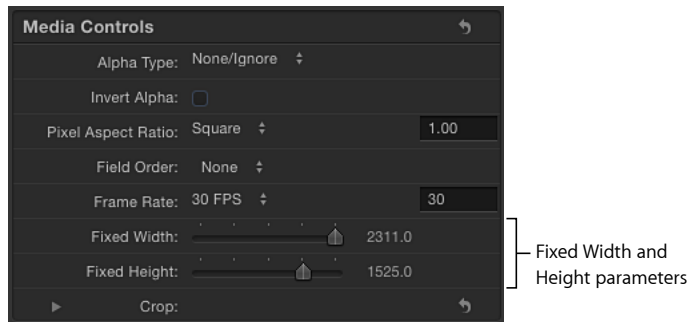 Media Controls
Alpha Type: None/Ignore
Invert Alpha:
Pixel Aspect Ratio: Square 1.00
Field Order: None
Frame Rate: 30 FPS 30
Fixed Width: 2311.0
Fixed Height: 1525.0
Fixed Width and
Height parameters
Crop: